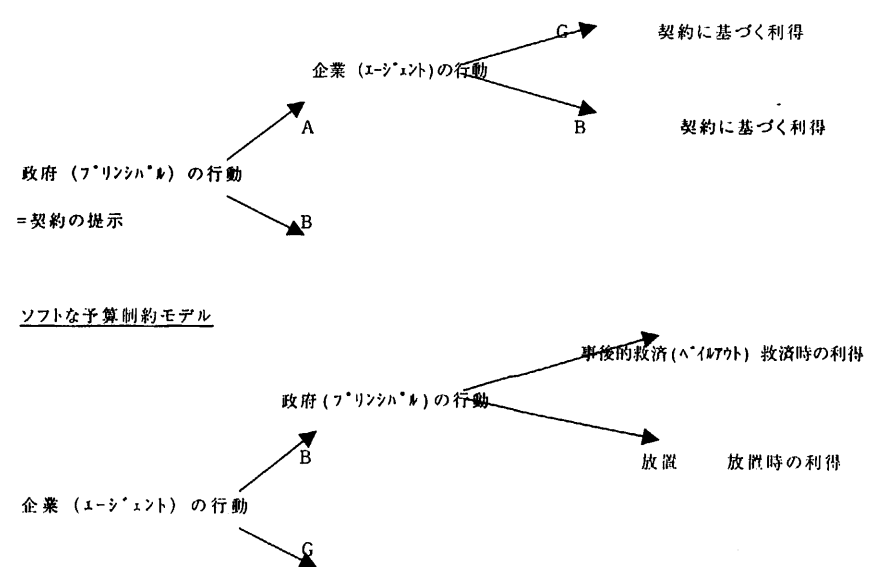 G 契約に基づく利得
企業 (エージェント)の行動
A
B 契約に基づく利得
政府 (プリンシパル) の行動
=契約の提示
B
ソフトな予算制約モデル
事後的救済(ベイルアウト) 救済時の利得
政府(プリンシパル)の行動
B
放置 放置時の利得
企業 (エージェント) の行動
G